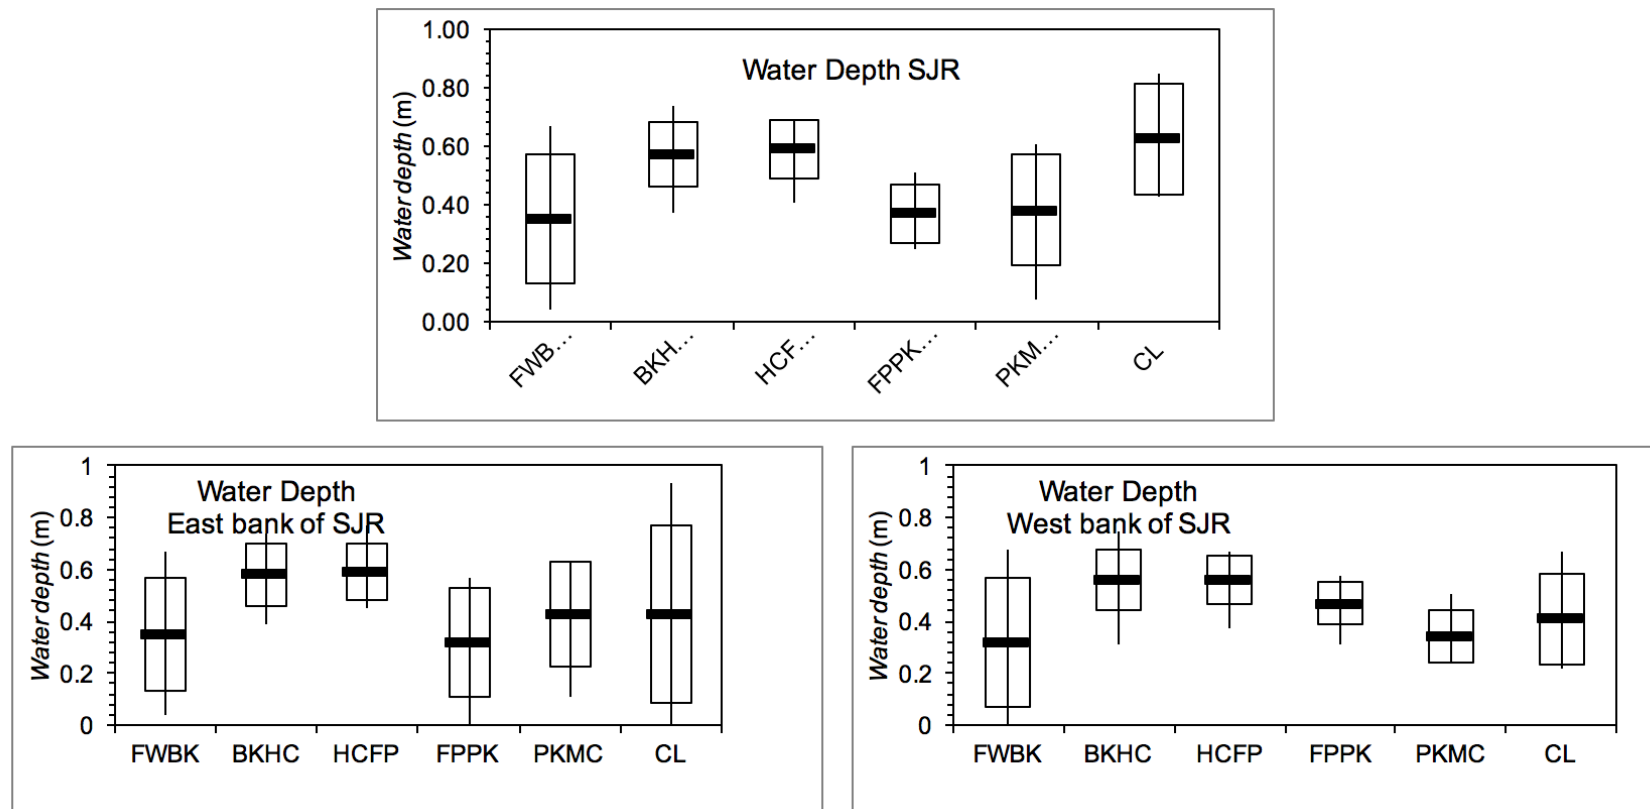 Water Depth SJR
Water depth (m)
1.00
0.80
0.60
0.40
0.20
0.00
FWB...
BKH...
HCF...
FPPK...
PKM...
CL
Water Depth
East bank of SJR
Water depth (m)
1
0.8
0.6
0.4
0.2
0
FWBK BKHC HCFP FPPK PKMC CL
Water Depth
West bank of SJR
Water depth (m)
1
0.8
0.6
0.4
0.2
0
FWBK BKHC HCFP FPPK PKMC CL